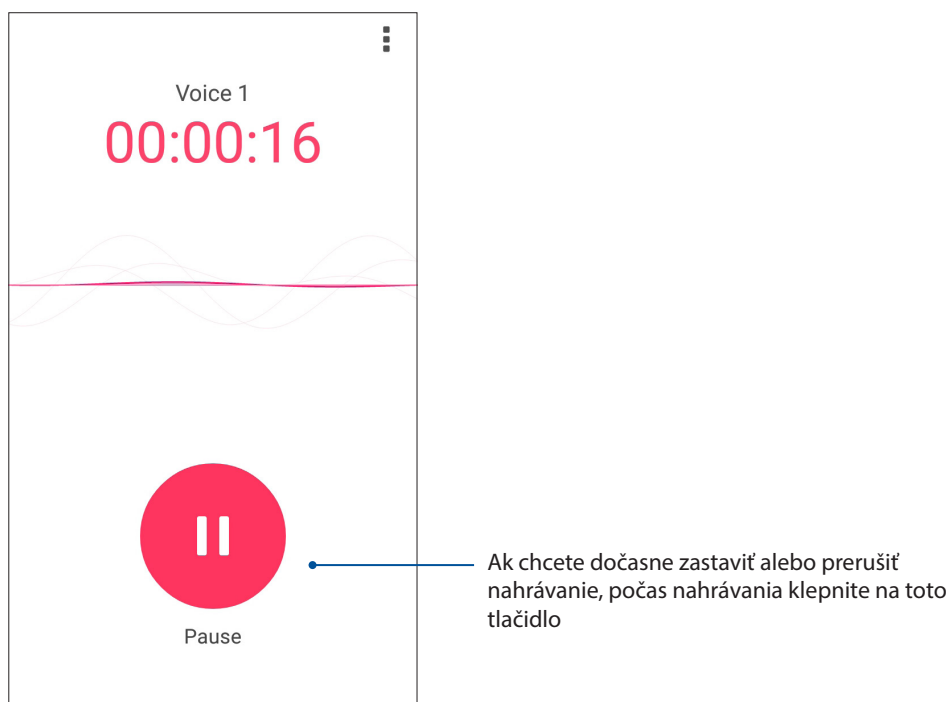 Voice 1
00:00:16
Pause
Ak chcete dočasne zastaviť alebo prerušiť
nahrávanie, počas nahrávania klepnite na toto
tlačidlo